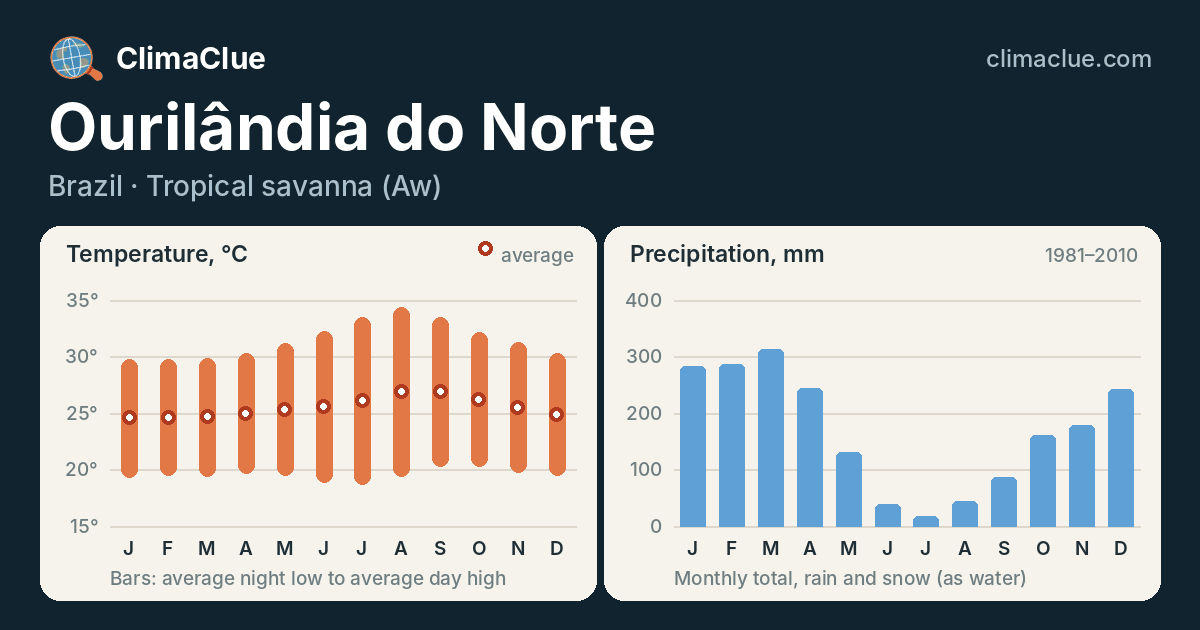 ClimaClue
climaclue.com
Ourilândia do Norte
Brazil · Tropical savanna (Aw)
Temperature, °C
average
35°
30°
25°
20°
15°
J F M A M J J A S O N D
Bars: average night low to average day high
Precipitation, mm
1981–2010
400
300
200
100
0
J F M A M J J A S O N D
Monthly total, rain and snow (as water)